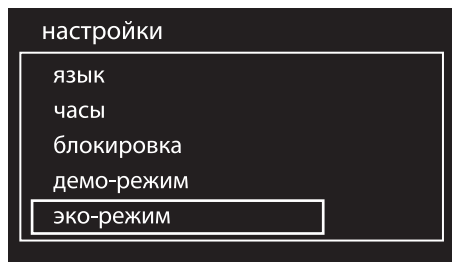 настройки
язык
часы
блокировка
демо-режим
эко-режим